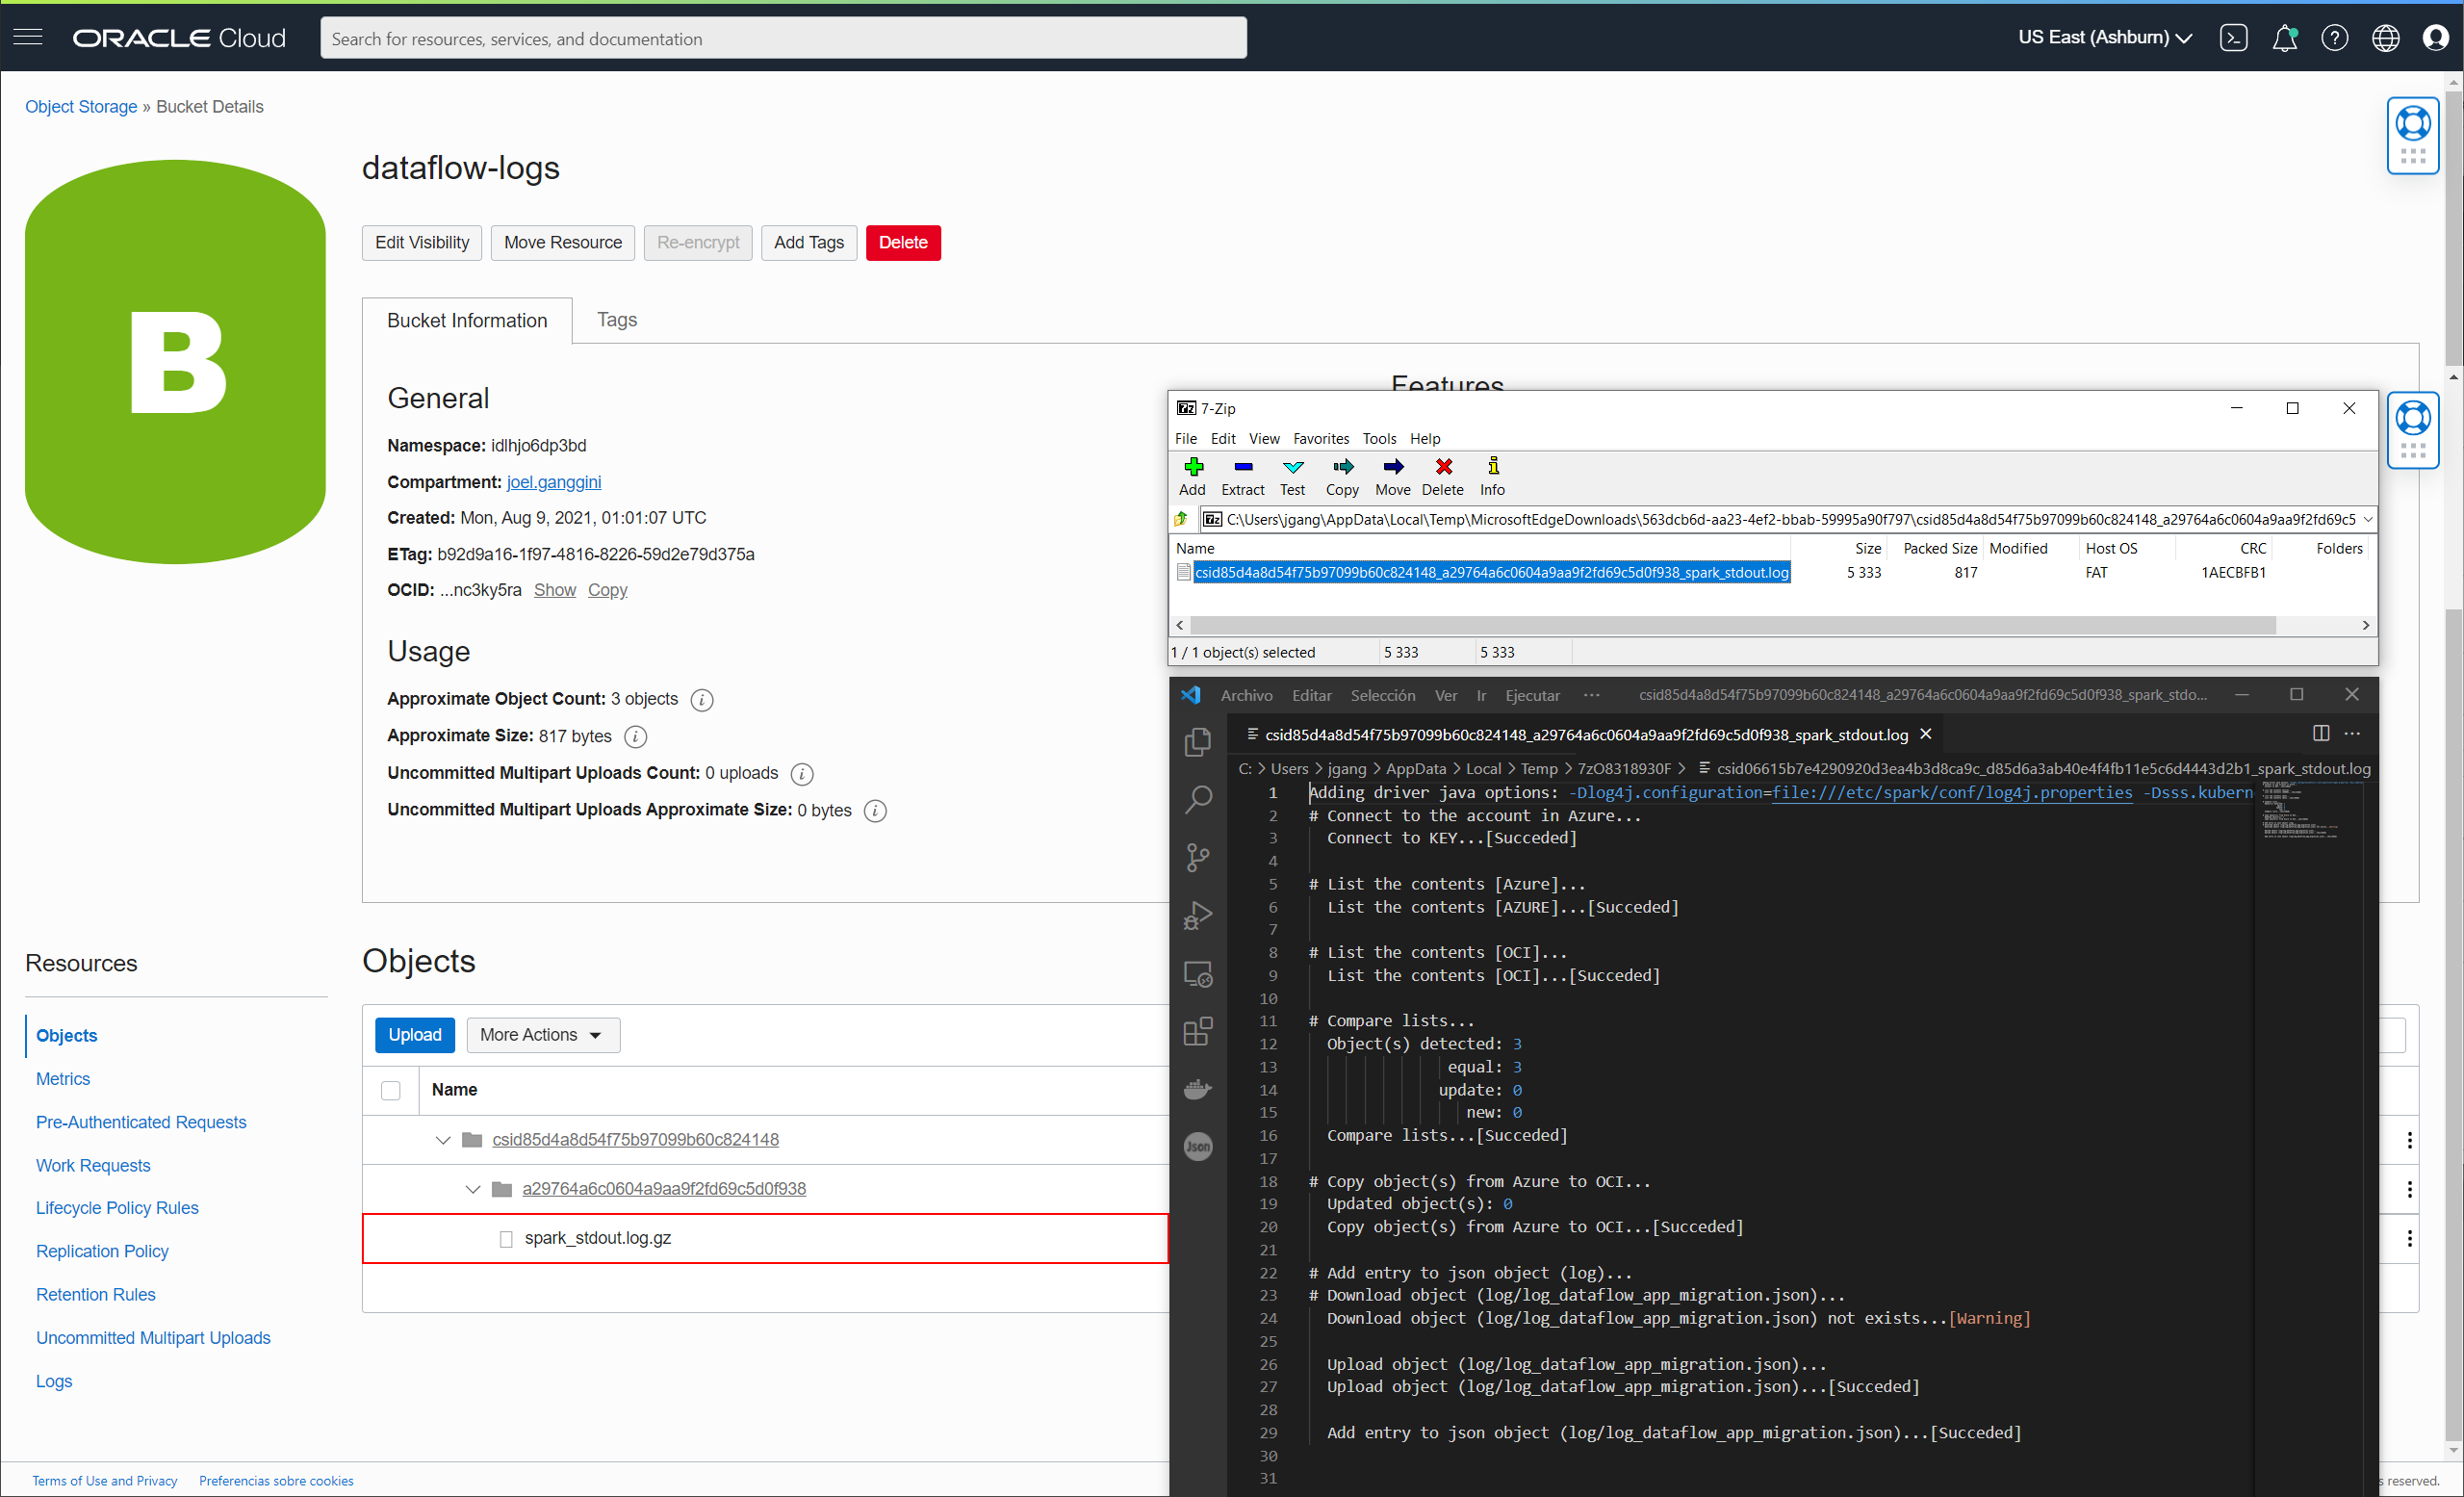 ORACLE Cloud
Search for resources, services, and documentation
US East (Ashburn)
Object Storage » Bucket Details
B
dataflow-logs
Edit Visibility
Move Resource
Re-encrypt
Add Tags
Delete
Bucket Information
Tags
General
Namespace: idlhjo6dp3bd
Compartment: joel.ganggini
Created: Mon, Aug 9, 2021, 01:01:07 UTC
ETag: b92d9a16-1f97-4816-8226-59d2e79d375a
OCID: ...nc3ky5ra Show Copy
Usage
Approximate Object Count: 3 objects
Approximate Size: 817 bytes
Uncommitted Multipart Uploads Count: 0 uploads
Uncommitted Multipart Uploads Approximate Size: 0 bytes
Features
7z 7-Zip
File Edit View Favorites Tools Help
Add Extract Test Copy Move Delete Info
7z C:\Users\jgang\AppData\Local\Temp\MicrosoftEdgeDownloads\563dcb6d-aa23-4ef2-bbab-59995a90f797\csid85d4a8d54f75b97099b60c824148_a29764a6c0604a9aa9f2fd69c5
Name Size Packed Size Modified Host OS CRC Folders
csid85d4a8d54f75b97099b60c824148_a29764a6c0604a9aa9f2fd69c5d0f938_spark_stdout.log 5 333 817 FAT 1AECBFB1
1 / 1 object(s) selected 5 333 5 333
Archivo Editar Selección Ver Ir Ejecutar ··· csid85d4a8d54f75b97099b60c824148_a29764a6c0604a9aa9f2fd69c5d0f938_spark_stdo...
csid85d4a8d54f75b97099b60c824148_a29764a6c0604a9aa9f2fd69c5d0f938_spark_stdout.log
C: > Users > jgang > AppData > Local > Temp > 7zO8318930F > csid06615b7e4290920d3ea4b3d8ca9c_d85d6a3ab40e4f4fb11e5c6d4443d2b1_spark_stdout.log
1 Adding driver java options: -Dlog4j.configuration=file:///etc/spark/conf/log4j.properties -Dsss.kubern
2 # Connect to the account in Azure...
3 Connect to KEY...[Succeded]
4
5 # List the contents [Azure]...
6 List the contents [AZURE]...[Succeded]
7
8 # List the contents [OCI]...
9 List the contents [OCI]...[Succeded]
10
11 # Compare lists...
12 Object(s) detected: 3
13 equal: 3
14 update: 0
15 new: 0
16 Compare lists...[Succeded]
17
18 # Copy object(s) from Azure to OCI...
19 Updated object(s): 0
20 Copy object(s) from Azure to OCI...[Succeded]
21
22 # Add entry to json object (log)...
23 # Download object (log/log_dataflow_app_migration.json)...
24 Download object (log/log_dataflow_app_migration.json) not exists...[Warning]
25
26 Upload object (log/log_dataflow_app_migration.json)...
27 Upload object (log/log_dataflow_app_migration.json)...[Succeded]
28
29 Add entry to json object (log/log_dataflow_app_migration.json)...[Succeded]
30
31
Json
Resources
Objects
Metrics
Pre-Authenticated Requests
Work Requests
Lifecycle Policy Rules
Replication Policy
Retention Rules
Uncommitted Multipart Uploads
Logs
Objects
Upload
More Actions
Name
csid85d4a8d54f75b97099b60c824148
a29764a6c0604a9aa9f2fd69c5d0f938
spark_stdout.log.gz
Terms of Use and Privacy
Preferencias sobre cookies
s reserved.